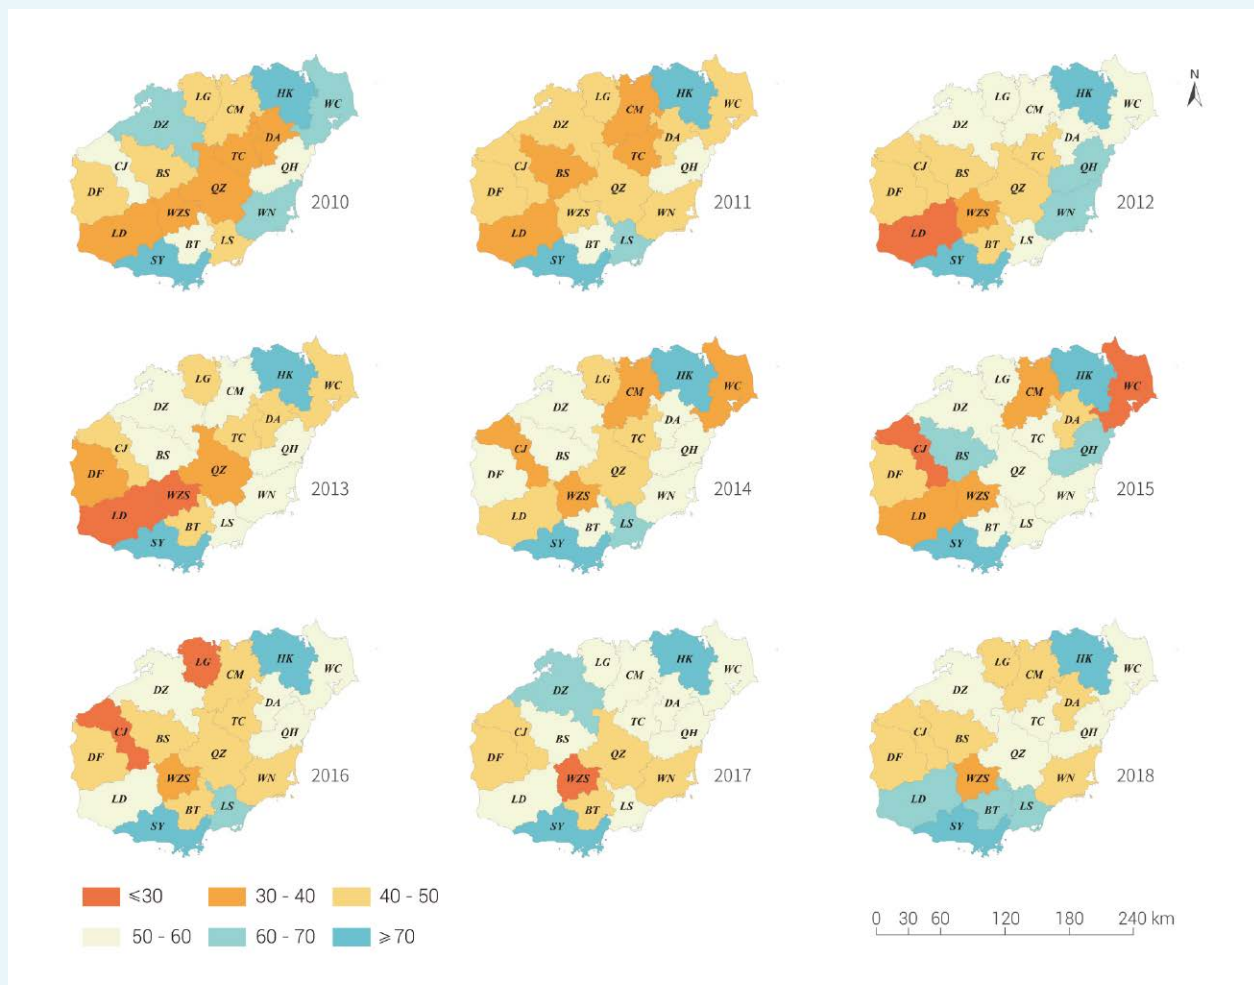 N
LG
CM
HK
WC
DZ
DA
TC
CJ
BS
QH
DF
QZ
WZS
WN
LD
BT
LS
SY
2010
LG
CM
HK
WC
DZ
DA
TC
CJ
BS
QH
DF
QZ
WZS
WN
LD
BT
LS
SY
2011
LG
CM
HK
WC
DZ
DA
TC
CJ
BS
QH
DF
QZ
WZS
WN
LD
BT
LS
SY
2012
LG
CM
HK
WC
DZ
DA
TC
CJ
BS
QH
DF
QZ
WZS
WN
LD
BT
LS
SY
2013
LG
CM
HK
WC
DZ
DA
TC
CJ
BS
QH
DF
QZ
WZS
WN
LD
BT
LS
SY
2014
LG
CM
HK
WC
DZ
DA
TC
CJ
BS
QH
DF
QZ
WZS
WN
LD
BT
LS
SY
2015
LG
CM
HK
WC
DZ
DA
TC
CJ
BS
QH
DF
QZ
WZS
WN
LD
BT
LS
SY
2016
LG
CM
HK
WC
DZ
DA
TC
CJ
BS
QH
DF
QZ
WZS
WN
LD
BT
LS
SY
2017
LG
CM
HK
WC
DZ
DA
TC
CJ
BS
QH
DF
QZ
WZS
WN
LD
BT
LS
SY
2018
⩽30 30 - 40 40 - 50
50 - 60 60 - 70 ⩾70
0 30 60 120 180 240 km